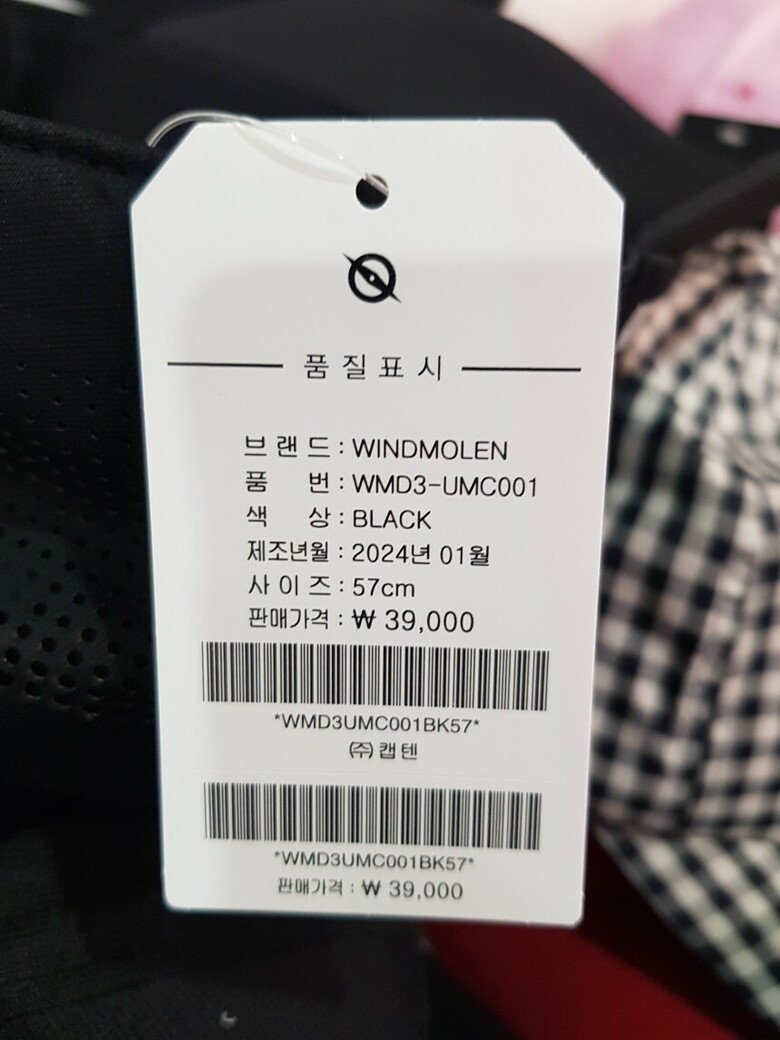 품질표시
브랜드 : WINDMOLEN
품 번 : WMD3-UMC001
색 상 : BLACK
제조년월 : 2024년 01월
사이즈 : 57cm
판매가격 : ₩ 39,000
*WMD3UMC001BK57*
㈜캡텐
*WMD3UMC001BK57*
판매가격 : ₩ 39,000